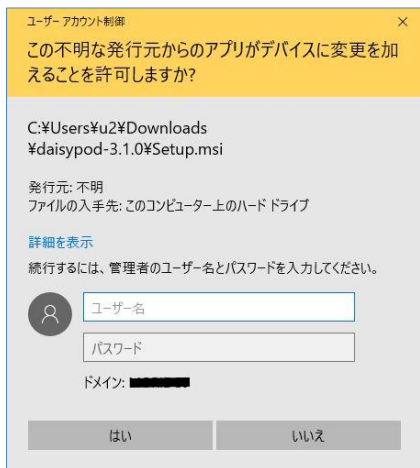 ユーザー アカウント制御
この不明な発行元からのアプリがデバイスに変更を加
えることを許可しますか?
C:¥Users¥u2¥Downloads
¥daisypod-3.1.0¥Setup.msi
発行元: 不明
ファイルの入手先: このコンピューター上のハード ドライブ
詳細を表示
続行するには、管理者のユーザー名とパスワードを入力してください。
ユーザー名
パスワード
ドメイン:
はい
いいえ